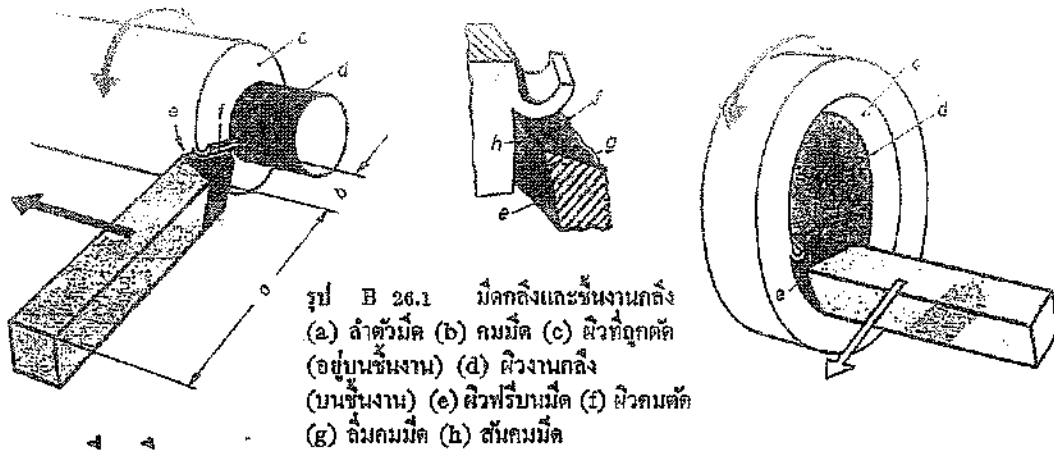 c
d
e
f
b
a
f
h
g
e
c
d
e
รูป B 26.1 มีดกลึงและชิ้นงานกลึง
(a) ลำตัวมีด (b) คมมีด (c) ผิวที่ถูกตัด
(อยู่บนชิ้นงาน) (d) ผิวงานกลึง
(บนชิ้นงาน) (e) ผิวฟรีบนมีด (f) ผิวคมตัด
(g) ลิ่มคมมีด (h) สันคมมีด